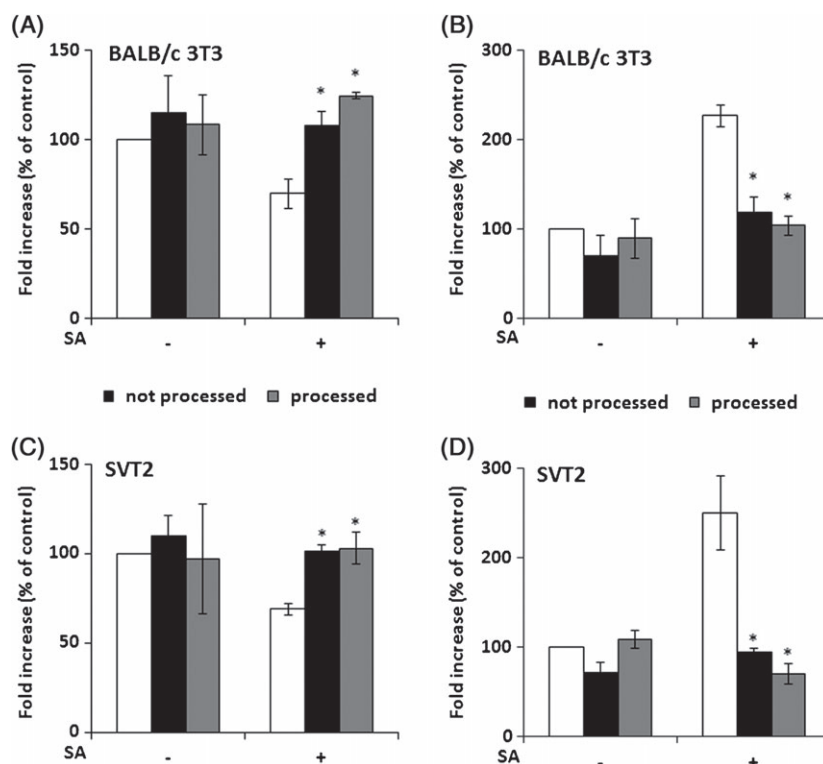 (A)
BALB/c 3T3
Fold increase (% of control)
150
100
50
0
SA
-
+
(B)
BALB/c 3T3
Fold increase (% of control)
300
200
100
0
SA
-
+
*
*
*
*
not processed
processed
not processed
processed
(C)
SVT2
Fold increase (% of control)
150
100
50
0
SA
-
+
*
*
(D)
SVT2
Fold increase (% of control)
300
200
100
0
SA
-
+
*
*